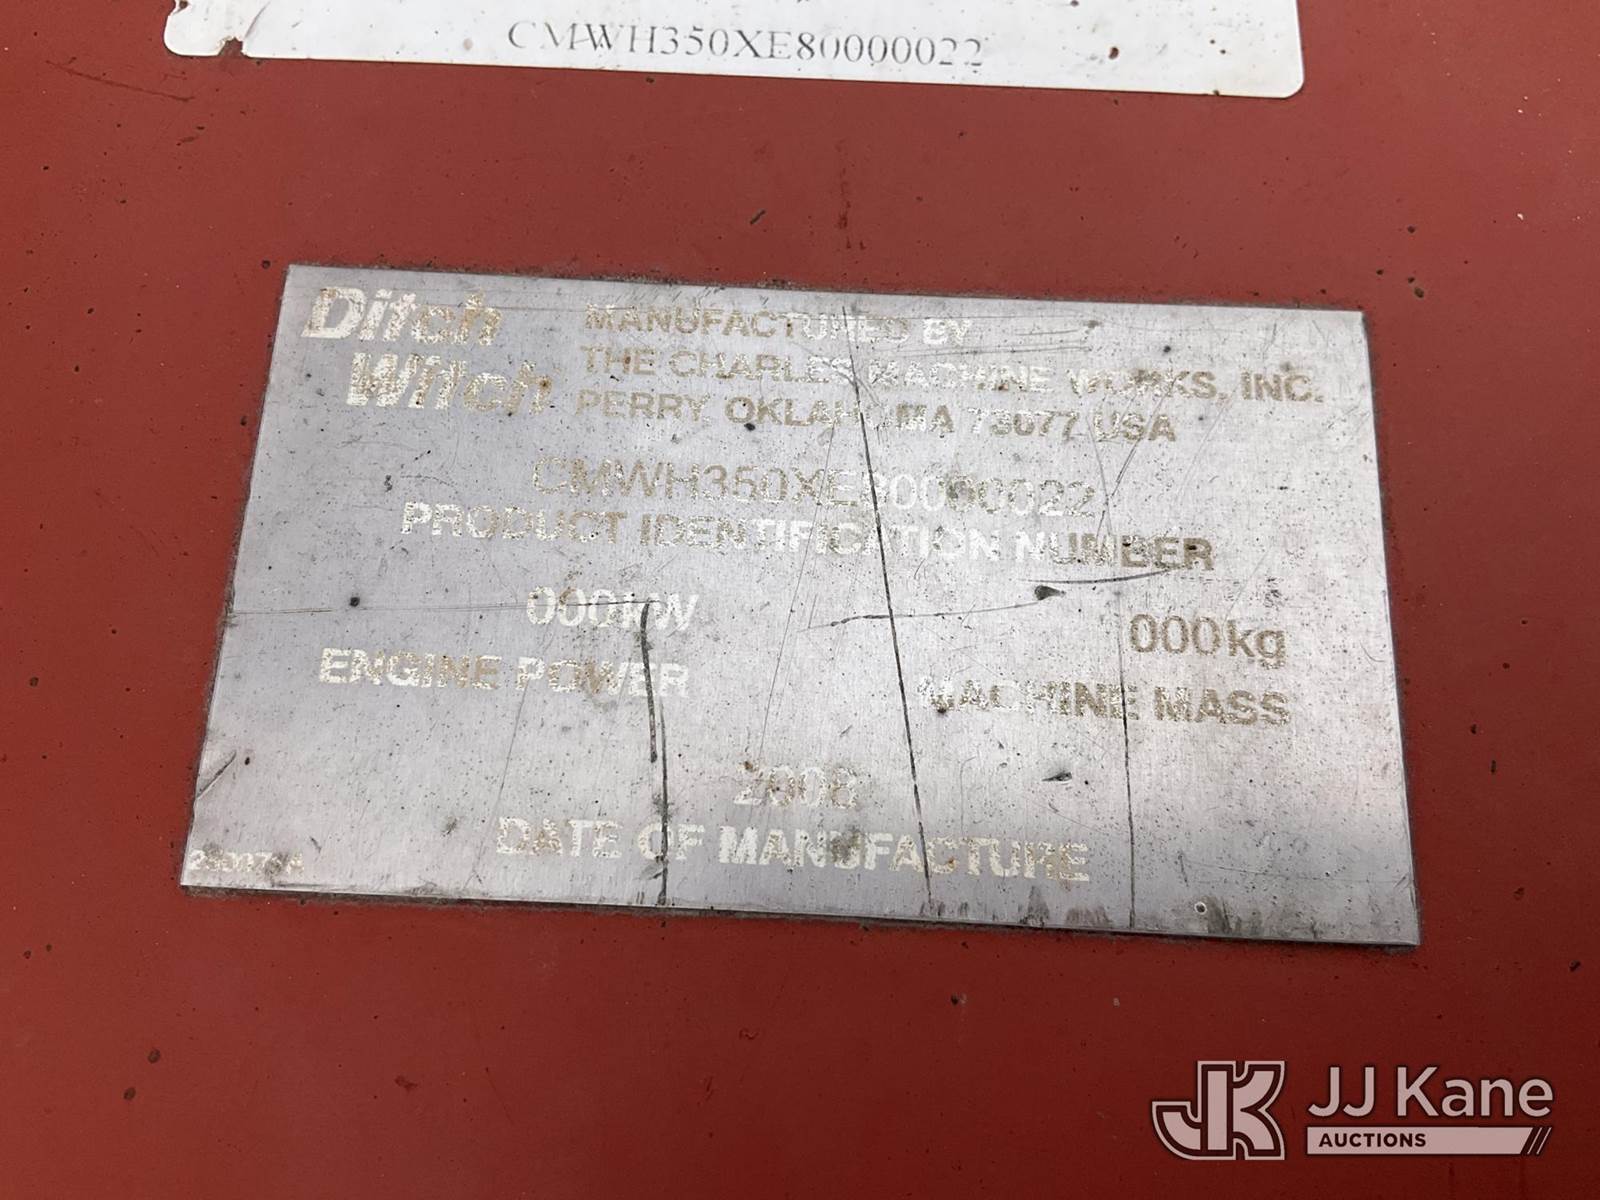 CMWH350XE80000022
Ditch Witch
MANUFACTURED BY
THE CHARLES MACHINE WORKS, INC.
PERRY, OKLAHOMA 73077 USA
CMWH350XE80000022
PRODUCT IDENTIFICATION NUMBER
000kW
ENGINE POWER
000kg
MACHINE MASS
2008
DATE OF MANUFACTURE
JK JJ Kane
AUCTIONS